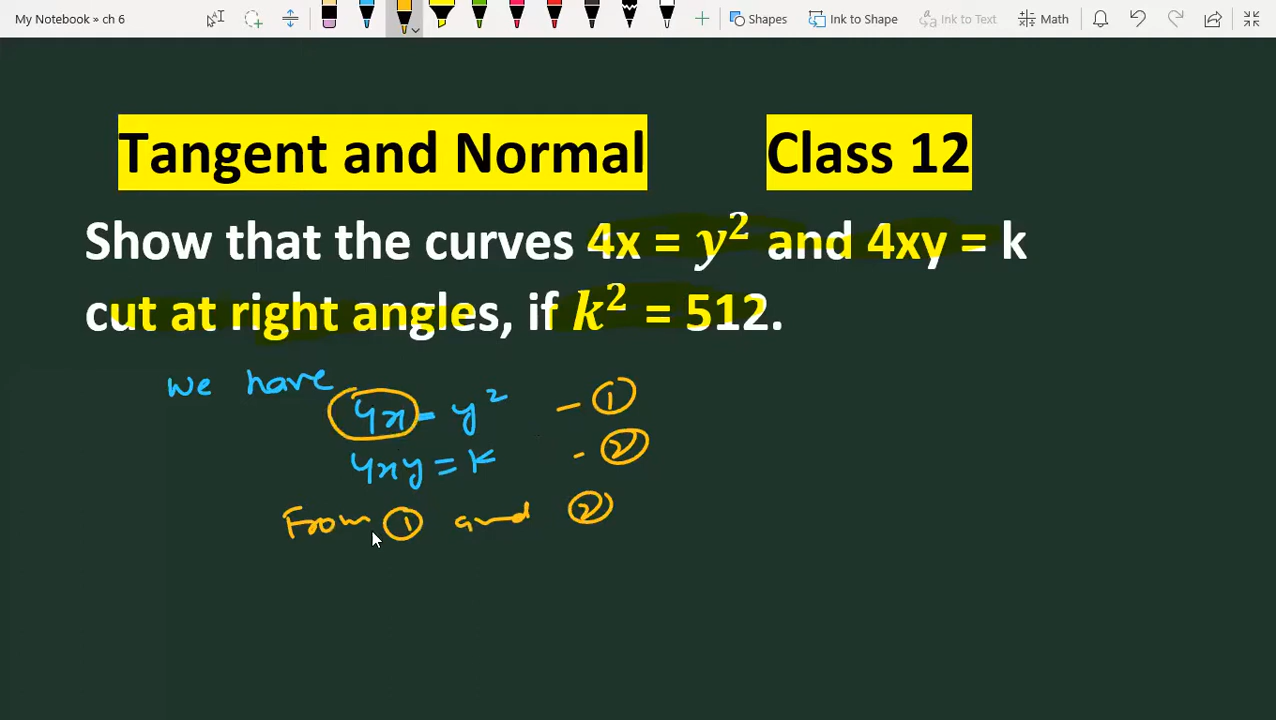 My Notebook » ch 6
Shapes Ink to Shape Ink to Text Math
Tangent and Normal Class 12
Show that the curves 4x = y² and 4xy = k
cut at right angles, if k² = 512.
We have
4x = y² - ①
4xy = k - ②
From ① and ②